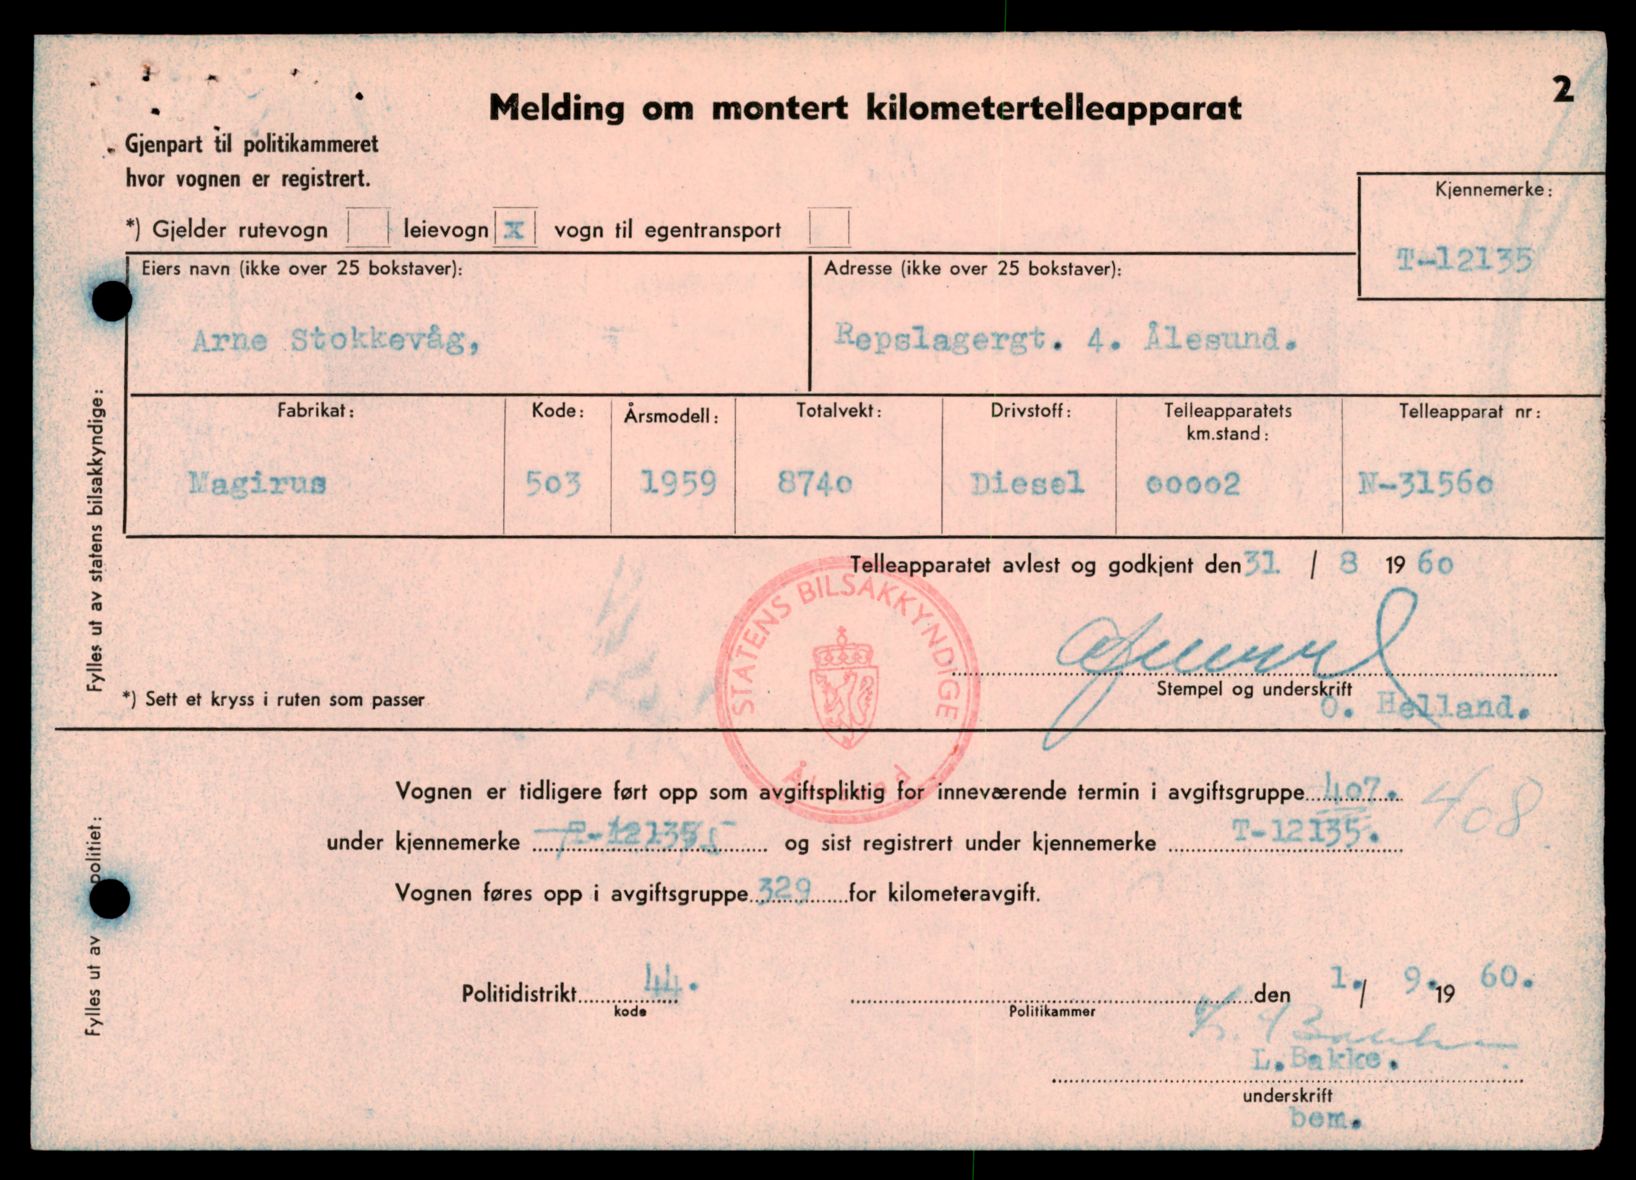 2
Melding om montert kilometertelleapparat
Gjenpart til politikammeret
hvor vognen er registrert.
Kjennemerke:
T-12135
*) Gjelder rutevogn leievogn x vogn til egentransport
Eiers navn (ikke over 25 bokstaver): Adresse (ikke over 25 bokstaver):
Arne Stokkevåg, Repslagergt. 4. Ålesund.
Fabrikat: Kode: Årsmodell: Totalvekt: Drivstoff: Telleapparatets km.stand: Telleapparat nr:
Magirus 503 1959 8740 Diesel 00002 N-31560
Fylles ut av statens bilsakkyndige:
Telleapparatet avlest og godkjent den 31 / 8 1960
STATENS BILSAKKYNDIGE
Ålesund
Stempel og underskrift
O. Helland.
*) Sett et kryss i ruten som passer
Vognen er tidligere ført opp som avgiftspliktig for inneværende termin i avgiftsgruppe 407. 408
under kjennemerke T-12135 og sist registrert under kjennemerke T-12135.
Vognen føres opp i avgiftsgruppe 329 for kilometeravgift.
Fylles ut av politiet:
Politidistrikt 44. den 1. / 9. 1960.
kode Politikammer
L. Bakke.
underskrift
bem.